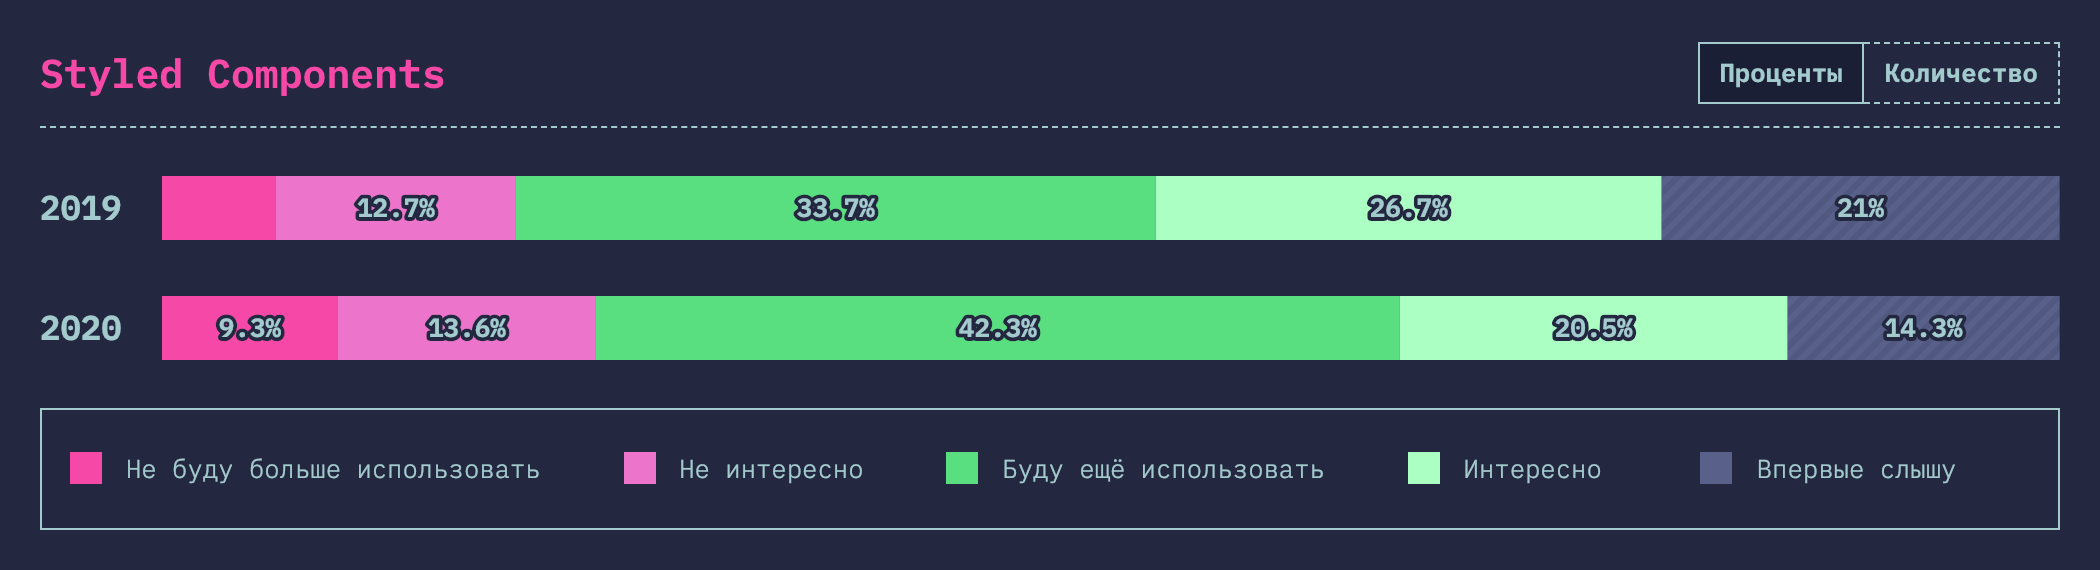 Styled Components
Проценты Количество
2019 12.7% 33.7% 26.7% 21%
2020 9.3% 13.6% 42.3% 20.5% 14.3%
Не буду больше использовать Не интересно Буду ещё использовать Интересно Впервые слышу